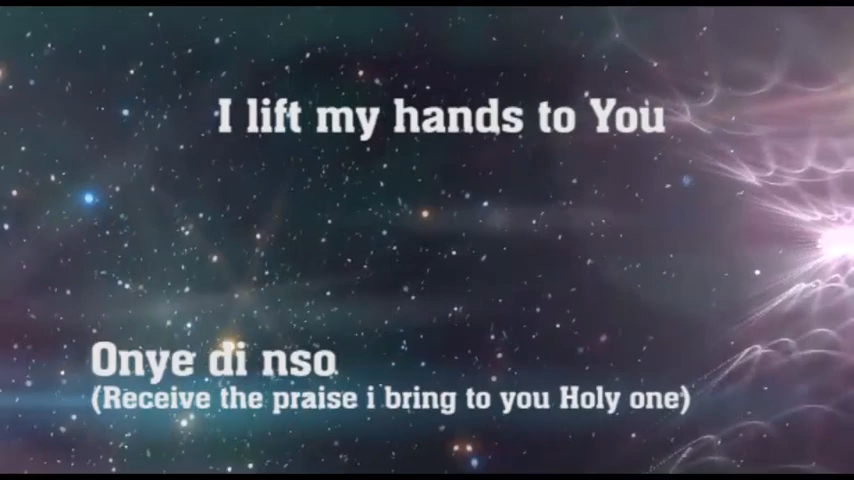 I lift my hands to You
Onye di nso
(Receive the praise i bring to you Holy one)